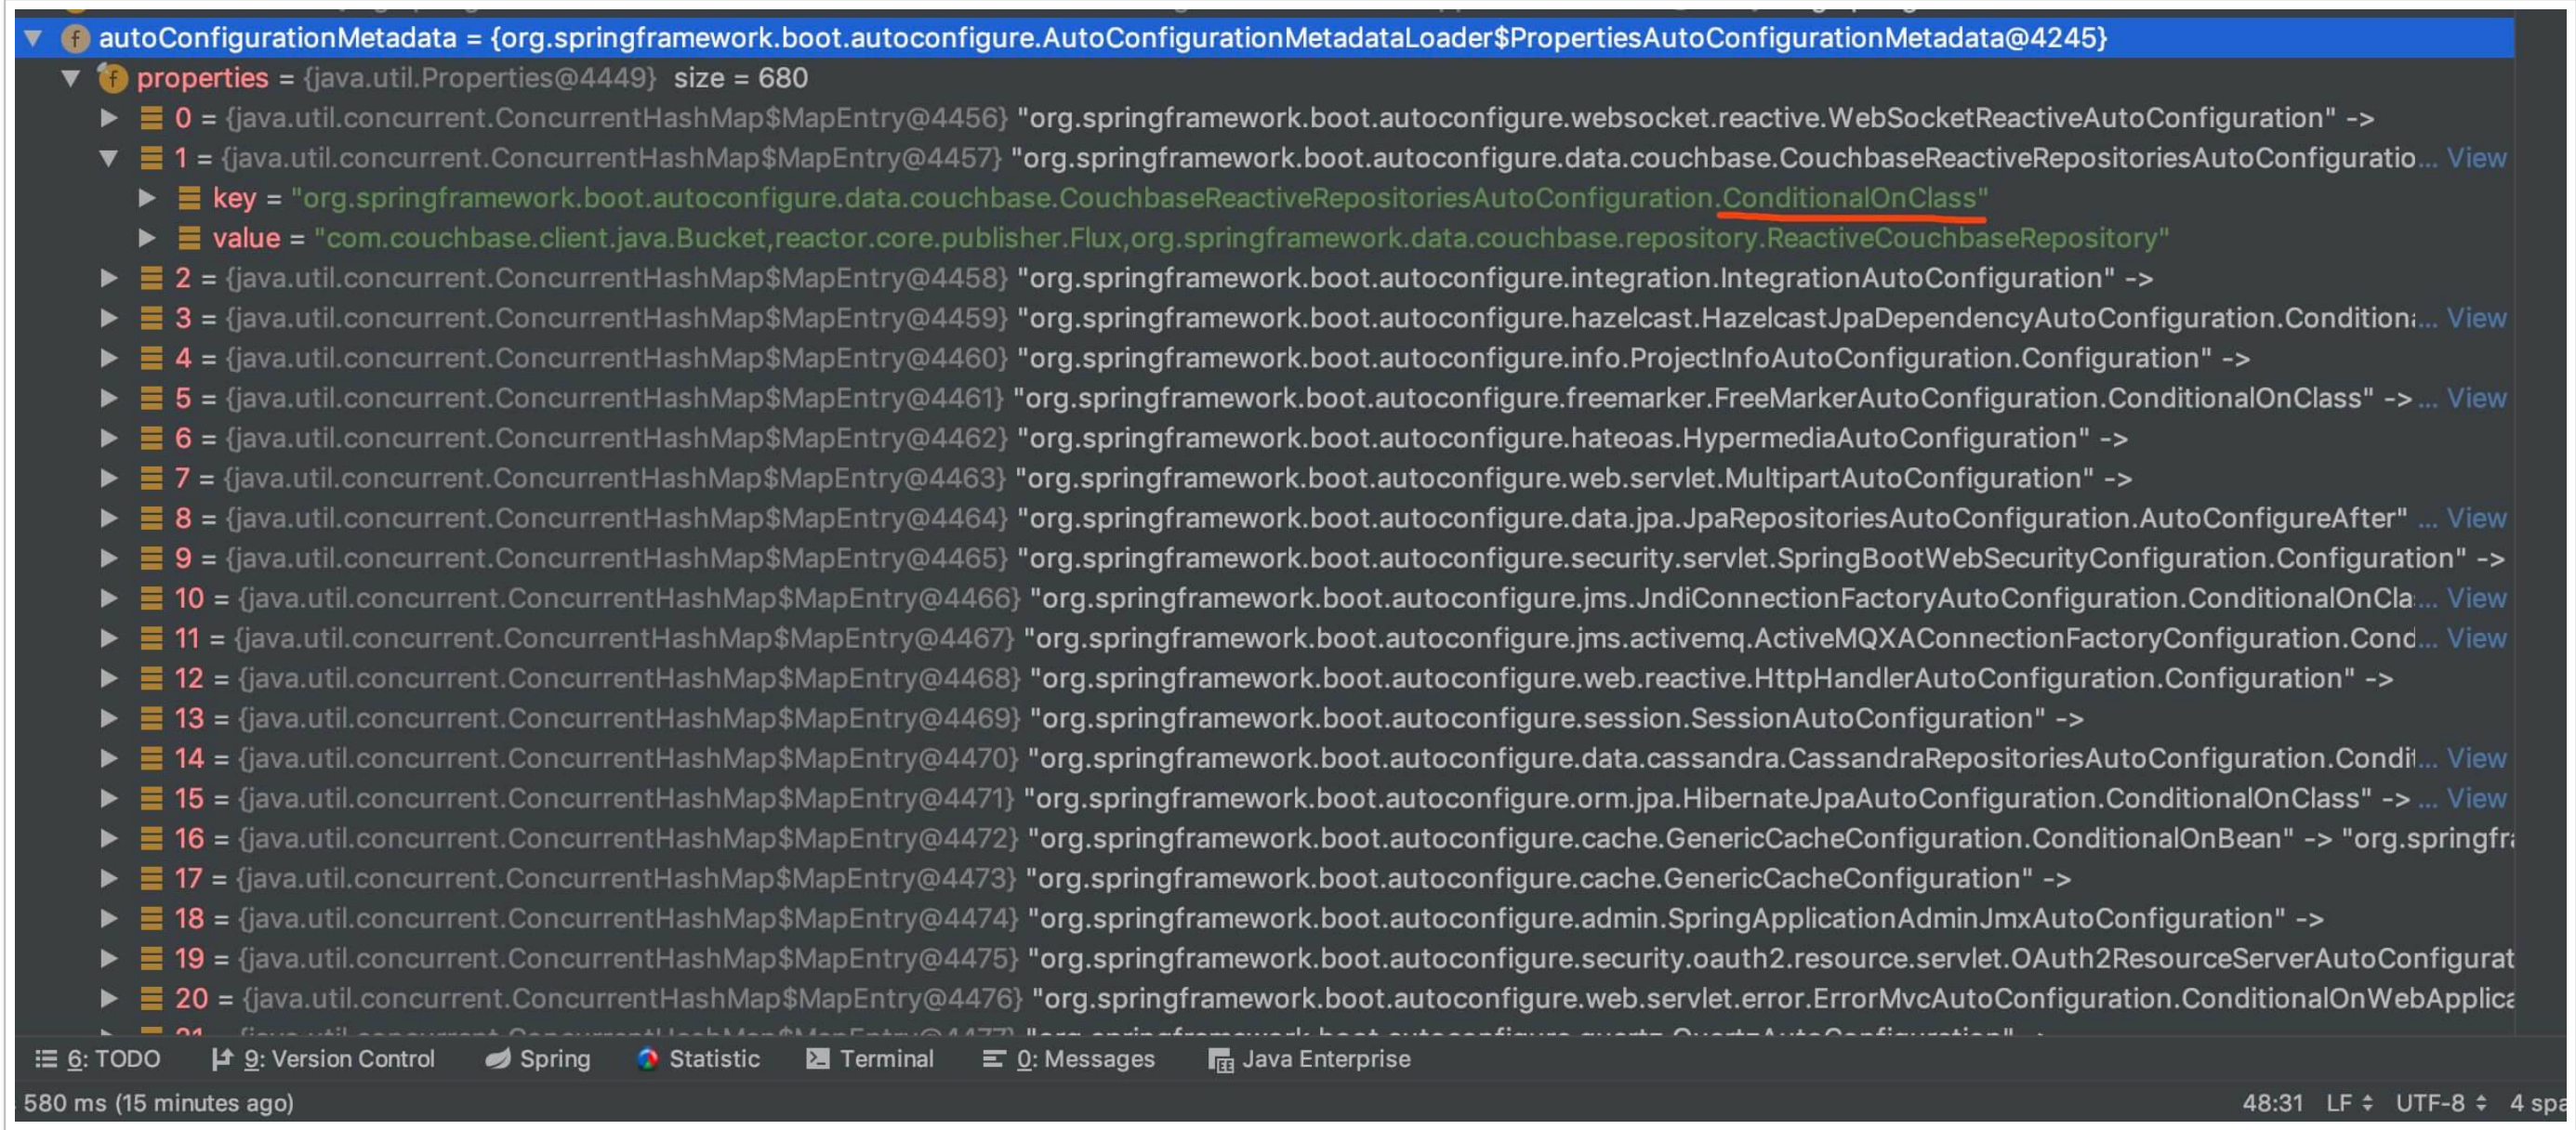 autoConfigurationMetadata = {org.springframework.boot.autoconfigure.AutoConfigurationMetadataLoader$PropertiesAutoConfigurationMetadata@4245}
properties = {java.util.Properties@4449} size = 680
0 = {java.util.concurrent.ConcurrentHashMap$MapEntry@4456} "org.springframework.boot.autoconfigure.websocket.reactive.WebSocketReactiveAutoConfiguration" ->
1 = {java.util.concurrent.ConcurrentHashMap$MapEntry@4457} "org.springframework.boot.autoconfigure.data.couchbase.CouchbaseReactiveRepositoriesAutoConfiguratio... View
key = "org.springframework.boot.autoconfigure.data.couchbase.CouchbaseReactiveRepositoriesAutoConfiguration.ConditionalOnClass"
value = "com.couchbase.client.java.Bucket,reactor.core.publisher.Flux,org.springframework.data.couchbase.repository.ReactiveCouchbaseRepository"
2 = {java.util.concurrent.ConcurrentHashMap$MapEntry@4458} "org.springframework.boot.autoconfigure.integration.IntegrationAutoConfiguration" ->
3 = {java.util.concurrent.ConcurrentHashMap$MapEntry@4459} "org.springframework.boot.autoconfigure.hazelcast.HazelcastJpaDependencyAutoConfiguration.Condition... View
4 = {java.util.concurrent.ConcurrentHashMap$MapEntry@4460} "org.springframework.boot.autoconfigure.info.ProjectInfoAutoConfiguration.Configuration" ->
5 = {java.util.concurrent.ConcurrentHashMap$MapEntry@4461} "org.springframework.boot.autoconfigure.freemarker.FreeMarkerAutoConfiguration.ConditionalOnClass" -> ... View
6 = {java.util.concurrent.ConcurrentHashMap$MapEntry@4462} "org.springframework.boot.autoconfigure.hateoas.HypermediaAutoConfiguration" ->
7 = {java.util.concurrent.ConcurrentHashMap$MapEntry@4463} "org.springframework.boot.autoconfigure.web.servlet.MultipartAutoConfiguration" ->
8 = {java.util.concurrent.ConcurrentHashMap$MapEntry@4464} "org.springframework.boot.autoconfigure.data.jpa.JpaRepositoriesAutoConfiguration.AutoConfigureAfter" ... View
9 = {java.util.concurrent.ConcurrentHashMap$MapEntry@4465} "org.springframework.boot.autoconfigure.security.servlet.SpringBootWebSecurityConfiguration.Configuration" ->
10 = {java.util.concurrent.ConcurrentHashMap$MapEntry@4466} "org.springframework.boot.autoconfigure.jms.JndiConnectionFactoryAutoConfiguration.ConditionalOnCla... View
11 = {java.util.concurrent.ConcurrentHashMap$MapEntry@4467} "org.springframework.boot.autoconfigure.jms.activemq.ActiveMQXAConnectionFactoryConfiguration.Cond... View
12 = {java.util.concurrent.ConcurrentHashMap$MapEntry@4468} "org.springframework.boot.autoconfigure.web.reactive.HttpHandlerAutoConfiguration.Configuration" ->
13 = {java.util.concurrent.ConcurrentHashMap$MapEntry@4469} "org.springframework.boot.autoconfigure.session.SessionAutoConfiguration" ->
14 = {java.util.concurrent.ConcurrentHashMap$MapEntry@4470} "org.springframework.boot.autoconfigure.data.cassandra.CassandraRepositoriesAutoConfiguration.Condit... View
15 = {java.util.concurrent.ConcurrentHashMap$MapEntry@4471} "org.springframework.boot.autoconfigure.orm.jpa.HibernateJpaAutoConfiguration.ConditionalOnClass" -> ... View
16 = {java.util.concurrent.ConcurrentHashMap$MapEntry@4472} "org.springframework.boot.autoconfigure.cache.GenericCacheConfiguration.ConditionalOnBean" -> "org.springfra
17 = {java.util.concurrent.ConcurrentHashMap$MapEntry@4473} "org.springframework.boot.autoconfigure.cache.GenericCacheConfiguration" ->
18 = {java.util.concurrent.ConcurrentHashMap$MapEntry@4474} "org.springframework.boot.autoconfigure.admin.SpringApplicationAdminJmxAutoConfiguration" ->
19 = {java.util.concurrent.ConcurrentHashMap$MapEntry@4475} "org.springframework.boot.autoconfigure.security.oauth2.resource.servlet.OAuth2ResourceServerAutoConfigurat
20 = {java.util.concurrent.ConcurrentHashMap$MapEntry@4476} "org.springframework.boot.autoconfigure.web.servlet.error.ErrorMvcAutoConfiguration.ConditionalOnWebApplica
6: TODO 9: Version Control Spring Statistic Terminal 0: Messages Java Enterprise
580 ms (15 minutes ago) 48:31 LF UTF-8 4 spa